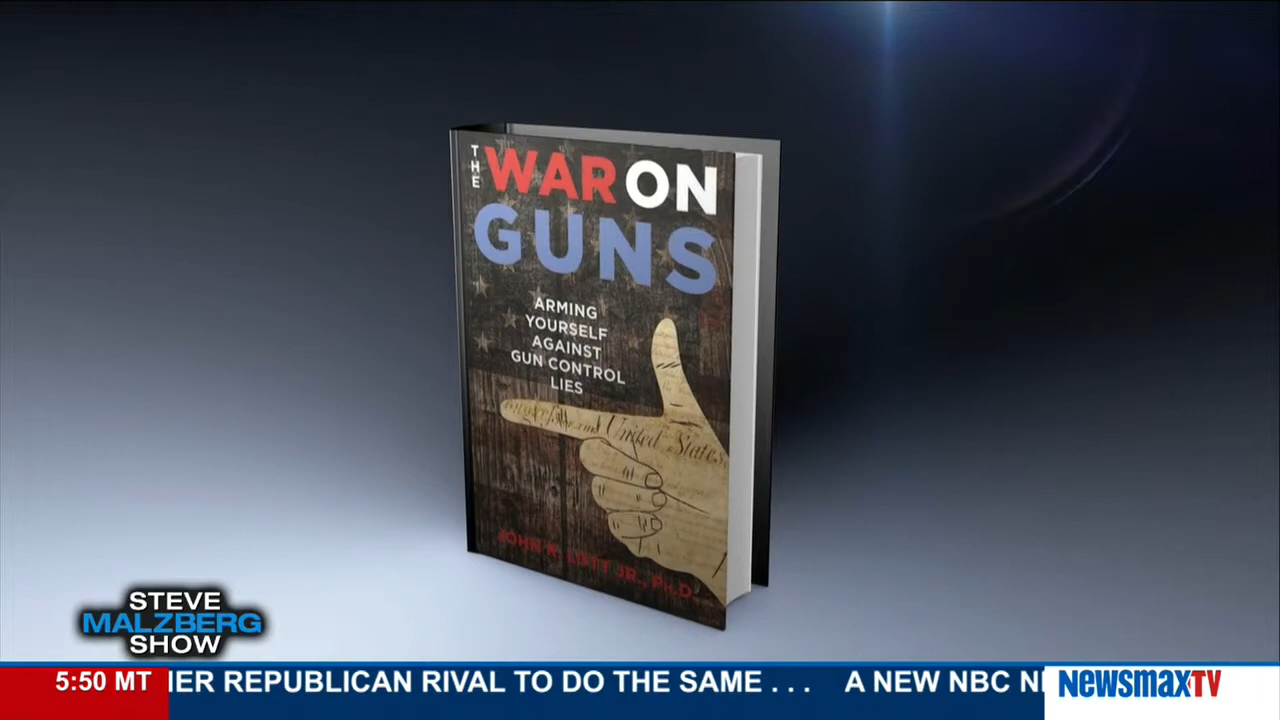 THE WAR ON
GUNS
ARMING
YOURSELF
AGAINST
GUN CONTROL
LIES
United States
JOHN R. LOTT JR., PH.D.
STEVE
MALZBERG
SHOW
5:50 MT
HER REPUBLICAN RIVAL TO DO THE SAME . . . A NEW NBC
NEWSMAXTV